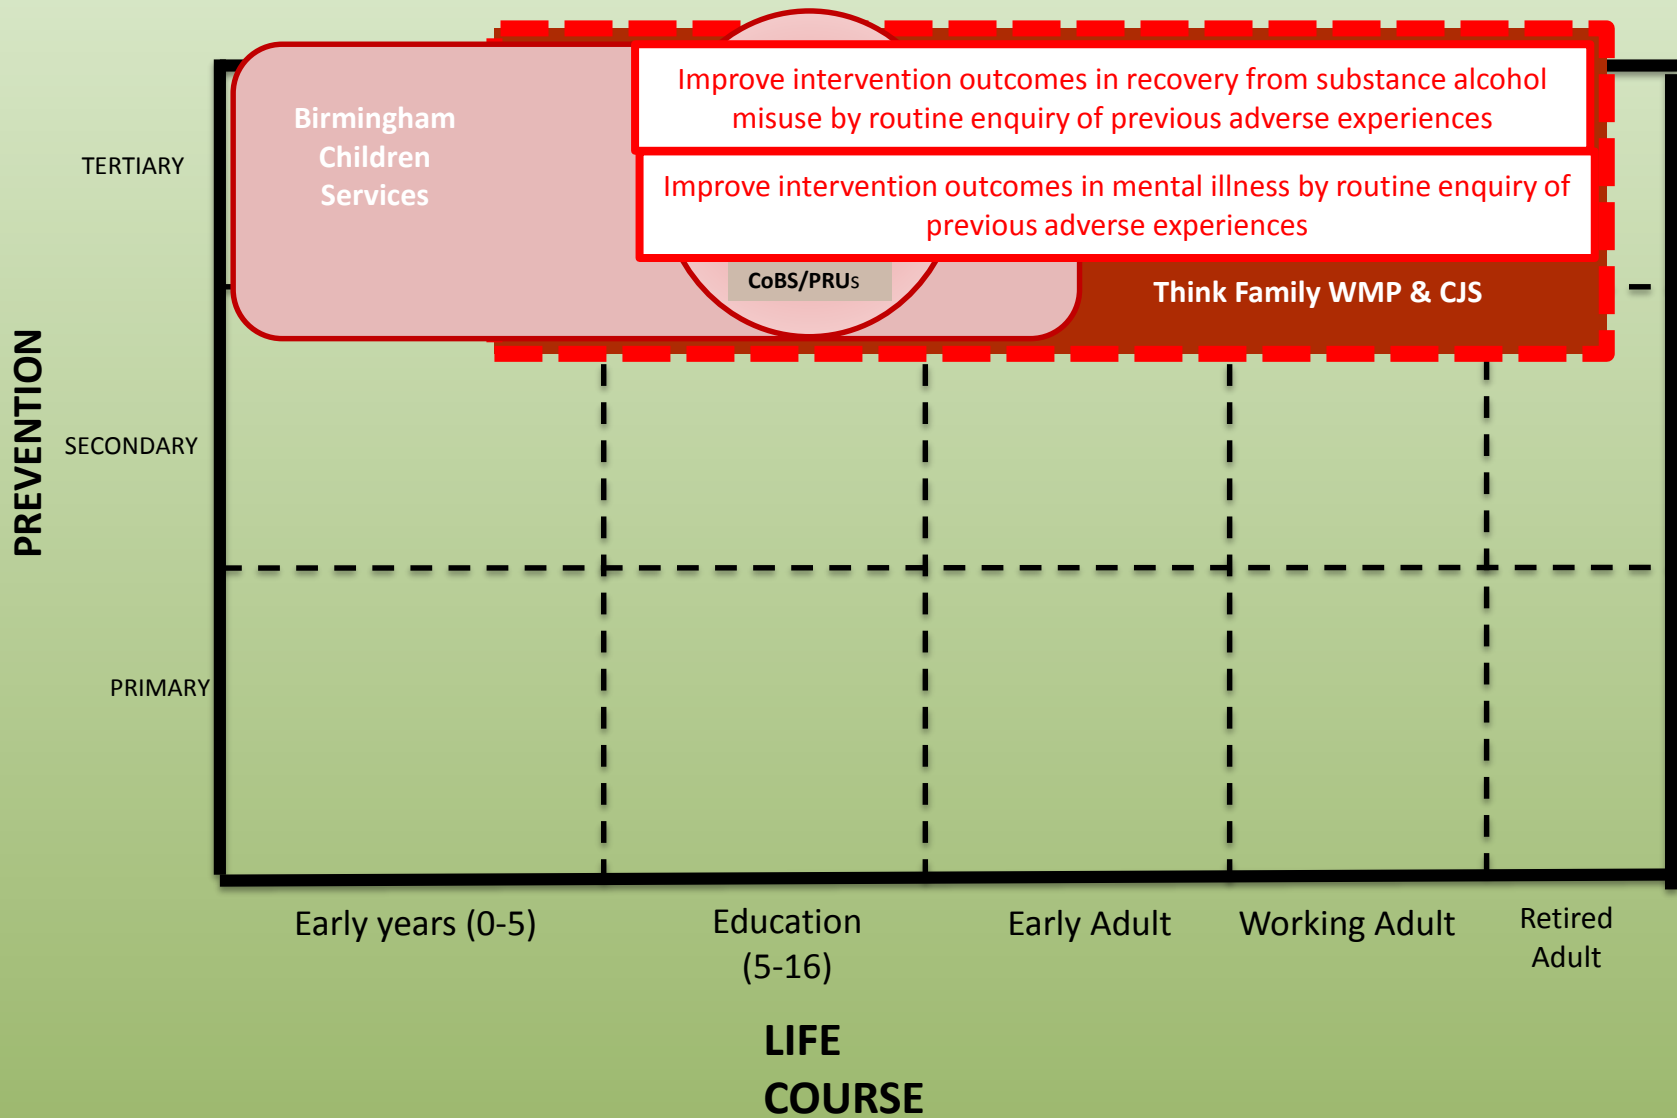 Improve intervention outcomes in recovery from substance alcohol
misuse by routine enquiry of previous adverse experiences
Birmingham
Children
Services
TERTIARY
Improve intervention outcomes in mental illness by routine enquiry of
previous adverse experiences
CoBS/PRUs
Think Family WMP & CJS
PREVENTION
SECONDARY
PRIMARY
Early years (0-5)
Education
(5-16)
Early Adult
Working Adult
Retired
Adult
LIFE
COURSE